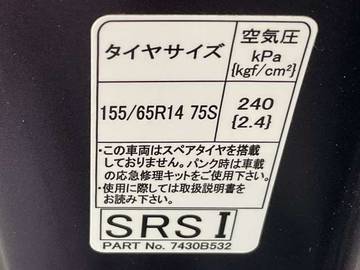 タイヤサイズ
空気圧
kPa
{kgf/cm²}
155/65R14 75S
240
{2.4}
・この車両はスペアタイヤを搭載
しておりません。パンク時は車載
の応急修理キットをご使用下さい。
・使用に際しては取扱説明書を
お読み下さい。
SRS I
PART No. 7430B532